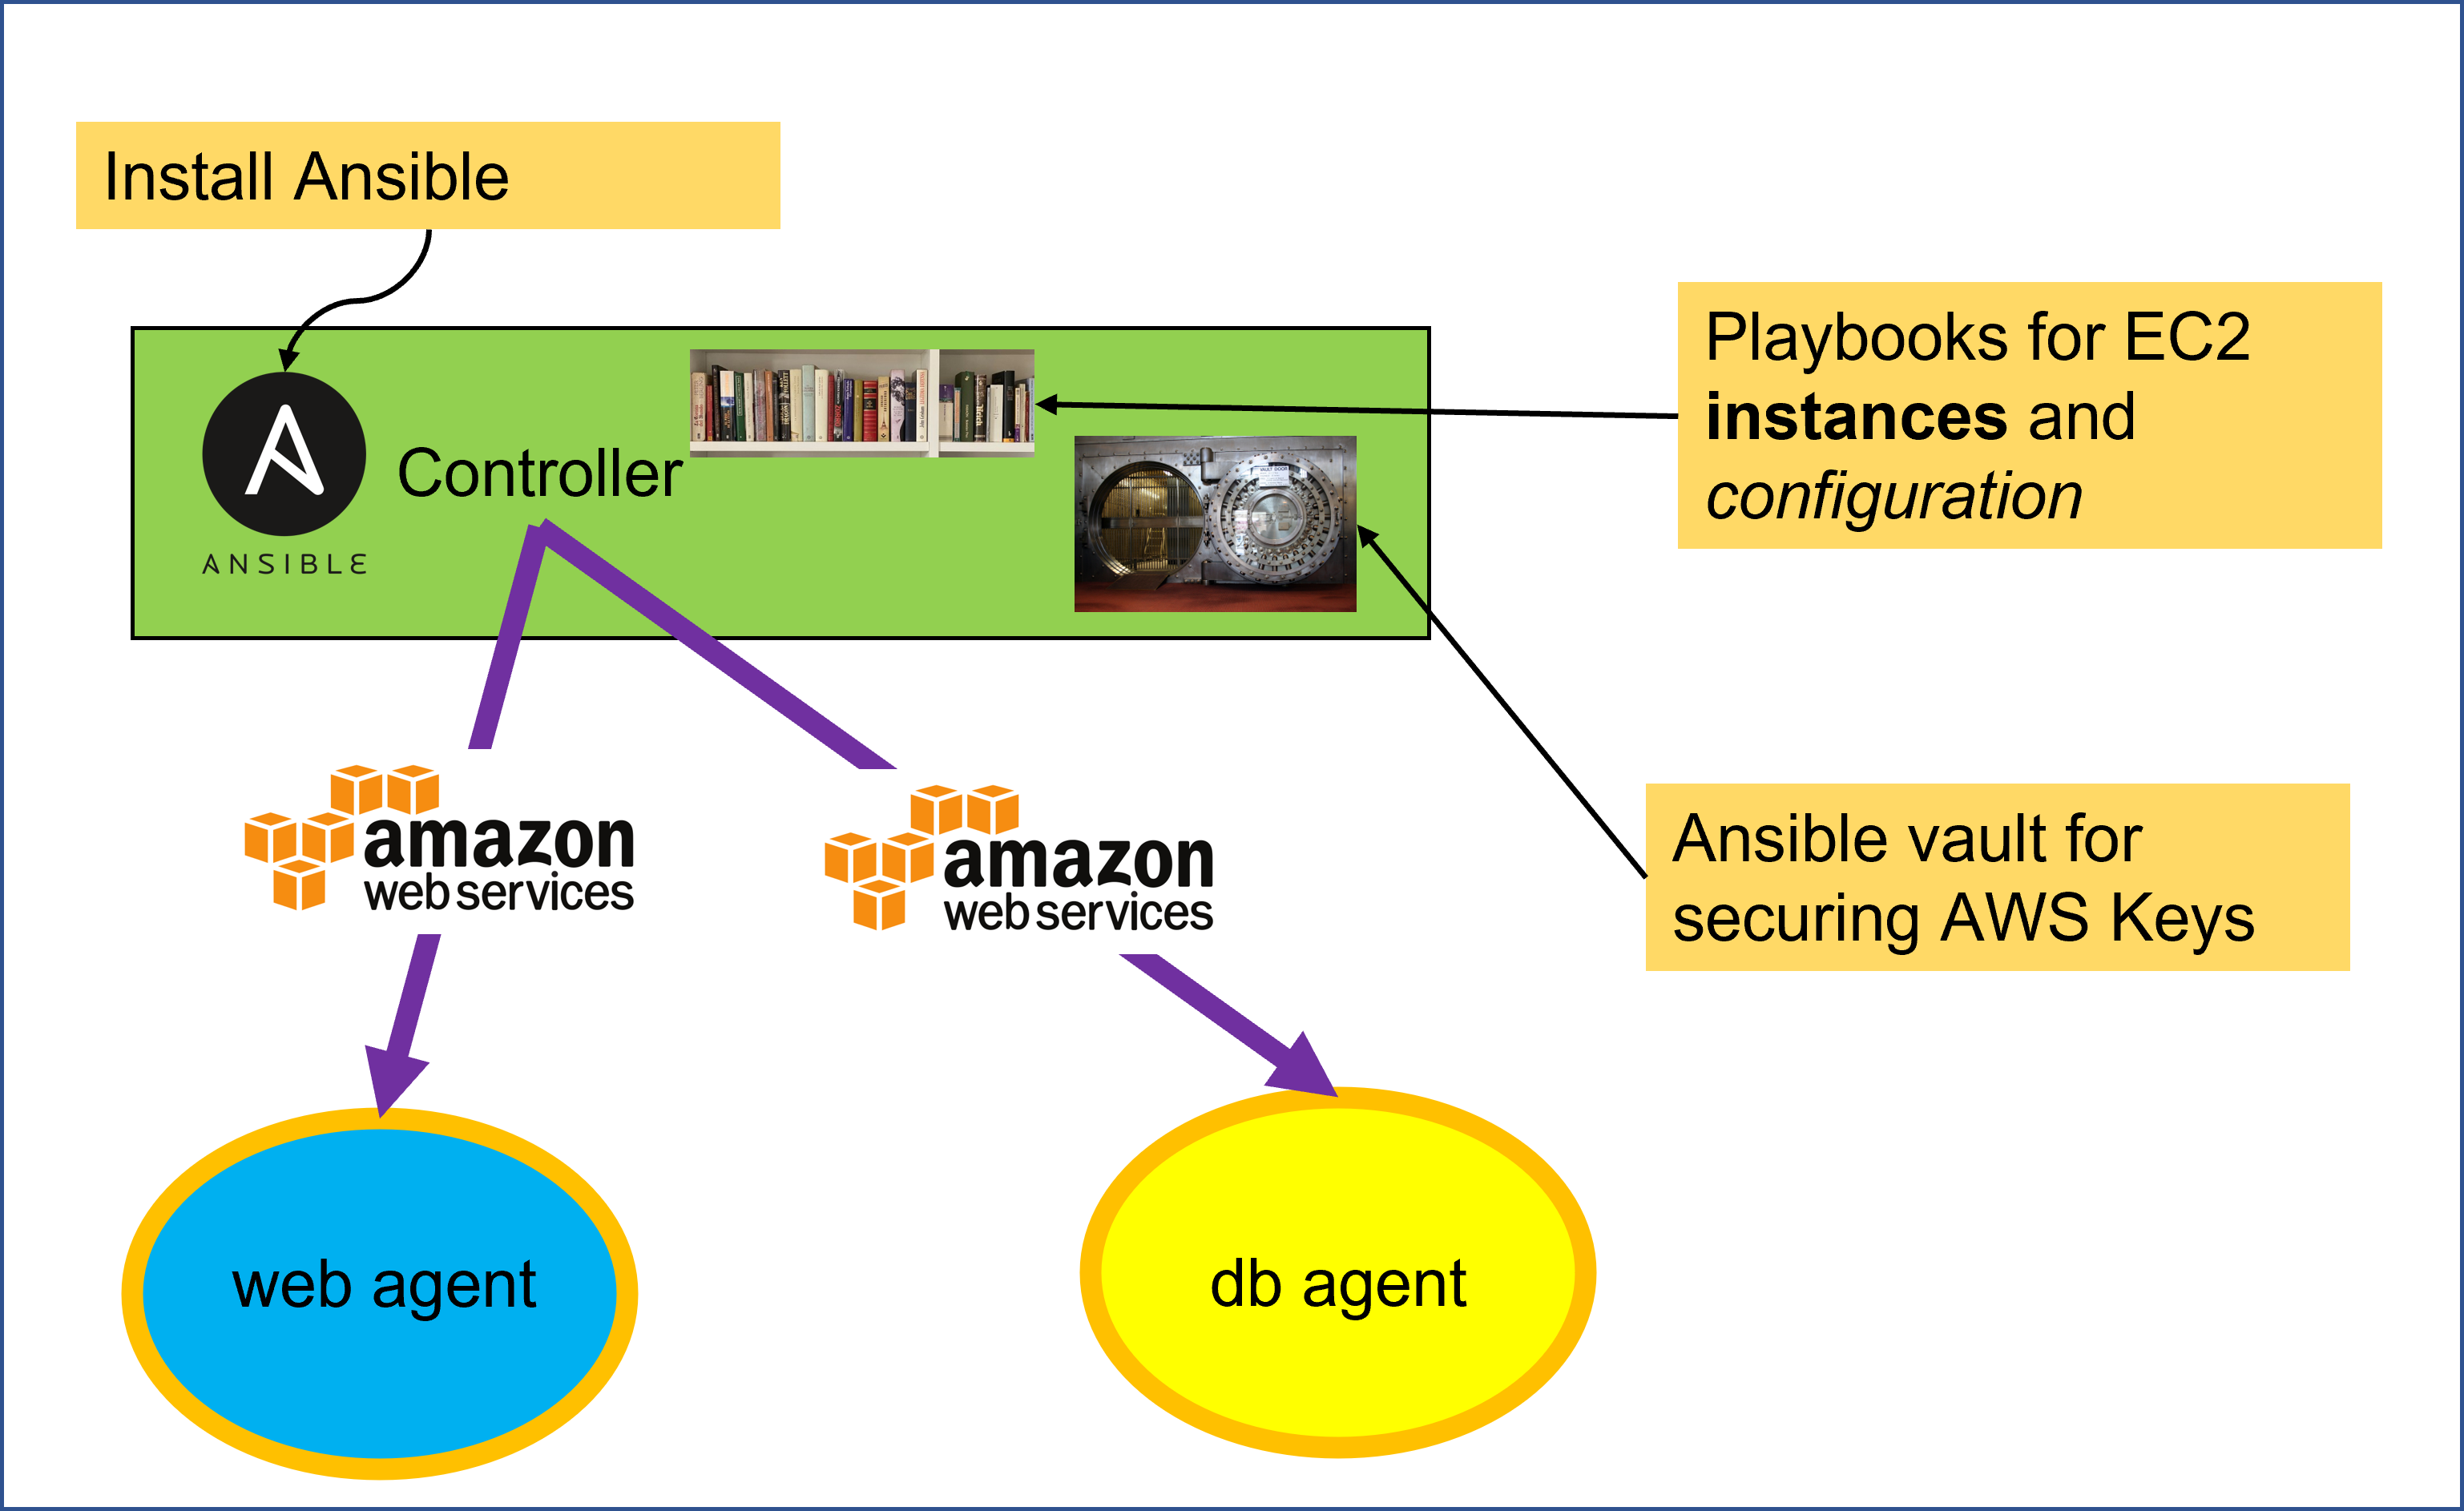 Install Ansible
Playbooks for EC2
instances and
configuration
Controller
ANSIBLE
amazon
web services
amazon
web services
Ansible vault for
securing AWS Keys
web agent
db agent